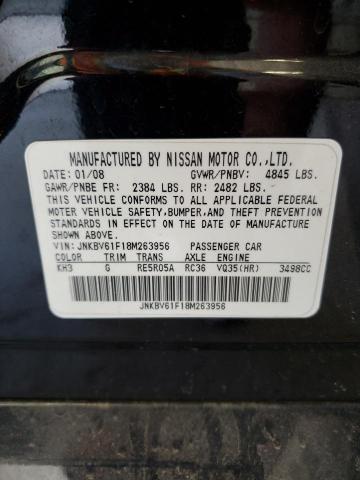 MANUFACTURED BY NISSAN MOTOR CO.,LTD.
DATE: 01/08 GVWR/PNBV: 4845 LBS.
GAWR/PNBE FR: 2384 LBS. RR: 2482 LBS.
THIS VEHICLE CONFORMS TO ALL APPLICABLE FEDERAL
MOTOR VEHICLE SAFETY, BUMPER, AND THEFT PREVENTION
STANDARDS IN EFFECT ON THE DATE OF MANUFACTURE
SHOWN ABOVE.
VIN:JNKBV61F18M263956 PASSENGER CAR
COLOR TRIM TRANS AXLE ENGINE
KH3 G RE5R05A RC36 VQ35(HR) 3498CC
JNKBV61F18M263956